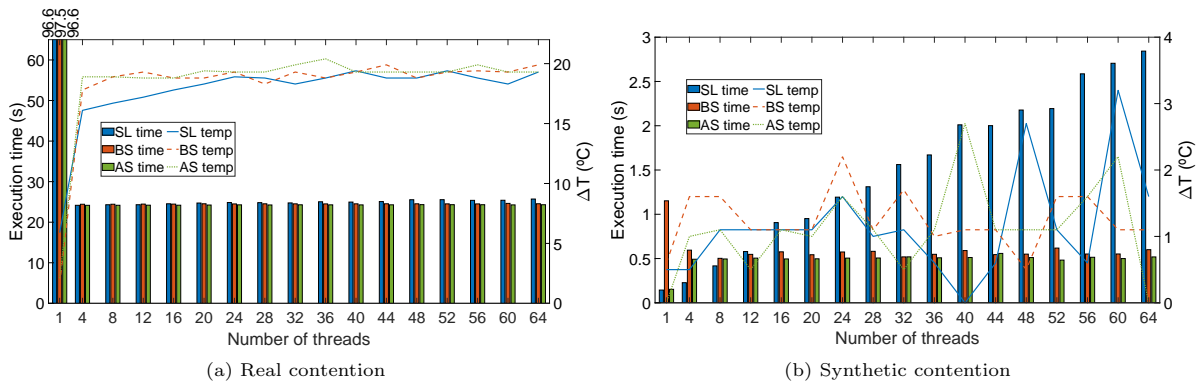 96.6
97.5
96.6
Execution time (s)
60
50
40
30
20
10
0
SL time SL temp
BS time BS temp
AS time AS temp
20
15
10
5
0
ΔT (ºC)
1 4 8 12 16 20 24 28 32 36 40 44 48 52 56 60 64
Number of threads
(a) Real contention
Execution time (s)
3
2.5
2
1.5
1
0.5
0
SL time SL temp
BS time BS temp
AS time AS temp
4
3
2
1
0
ΔT (ºC)
1 4 8 12 16 20 24 28 32 36 40 44 48 52 56 60 64
Number of threads
(b) Synthetic contention